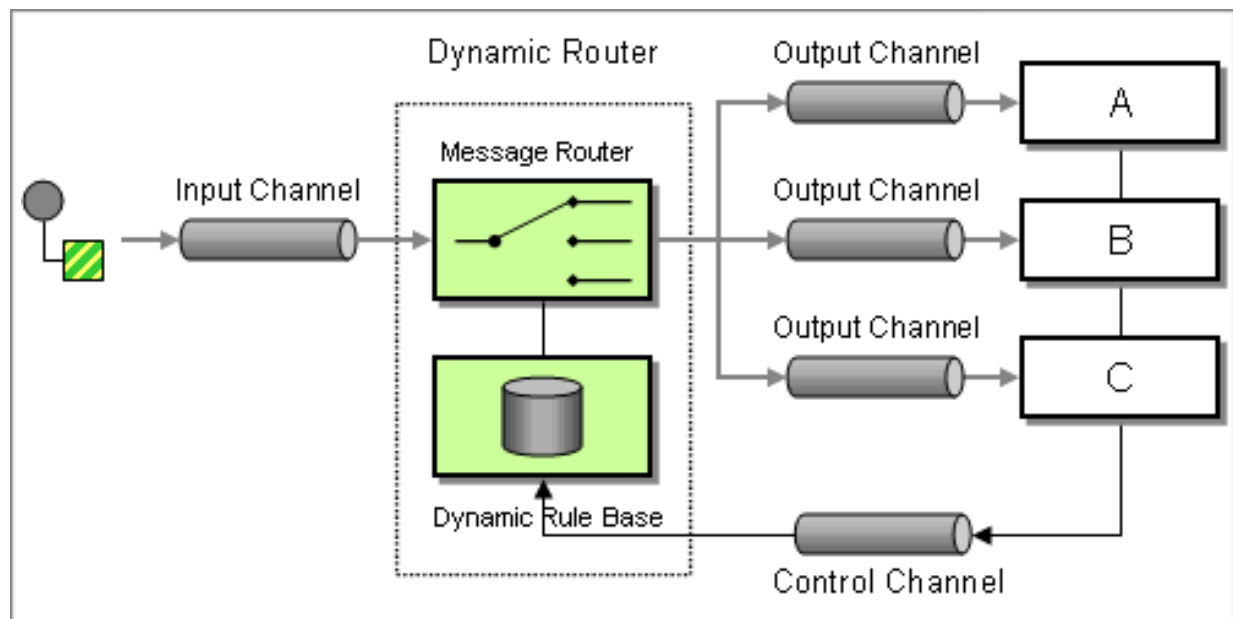 Dynamic Router
Output Channel
A
Message Router
Input Channel
Output Channel
B
Output Channel
C
Dynamic Rule Base
Control Channel